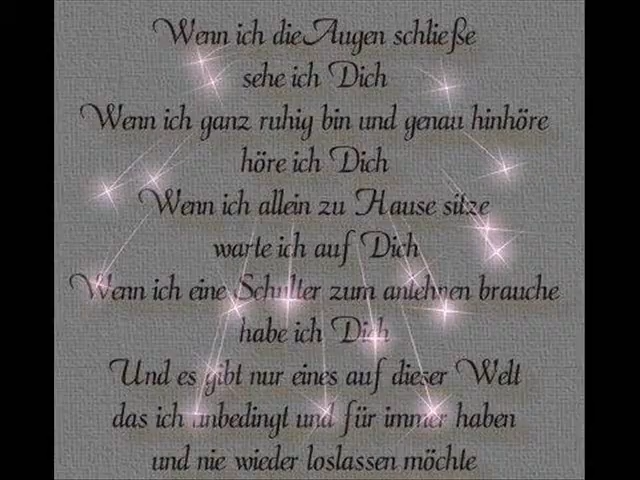 Wenn ich die Augen schließe
sehe ich Dich
Wenn ich ganz ruhig bin und genau hinhöre
höre ich Dich
Wenn ich allein zu Hause sitze
warte ich auf Dich
Wenn ich eine Schulter zum anlehnen brauche
habe ich Dich
Und es gibt nur eines auf dieser Welt
das ich unbedingt und für immer haben
und nie wieder loslassen möchte